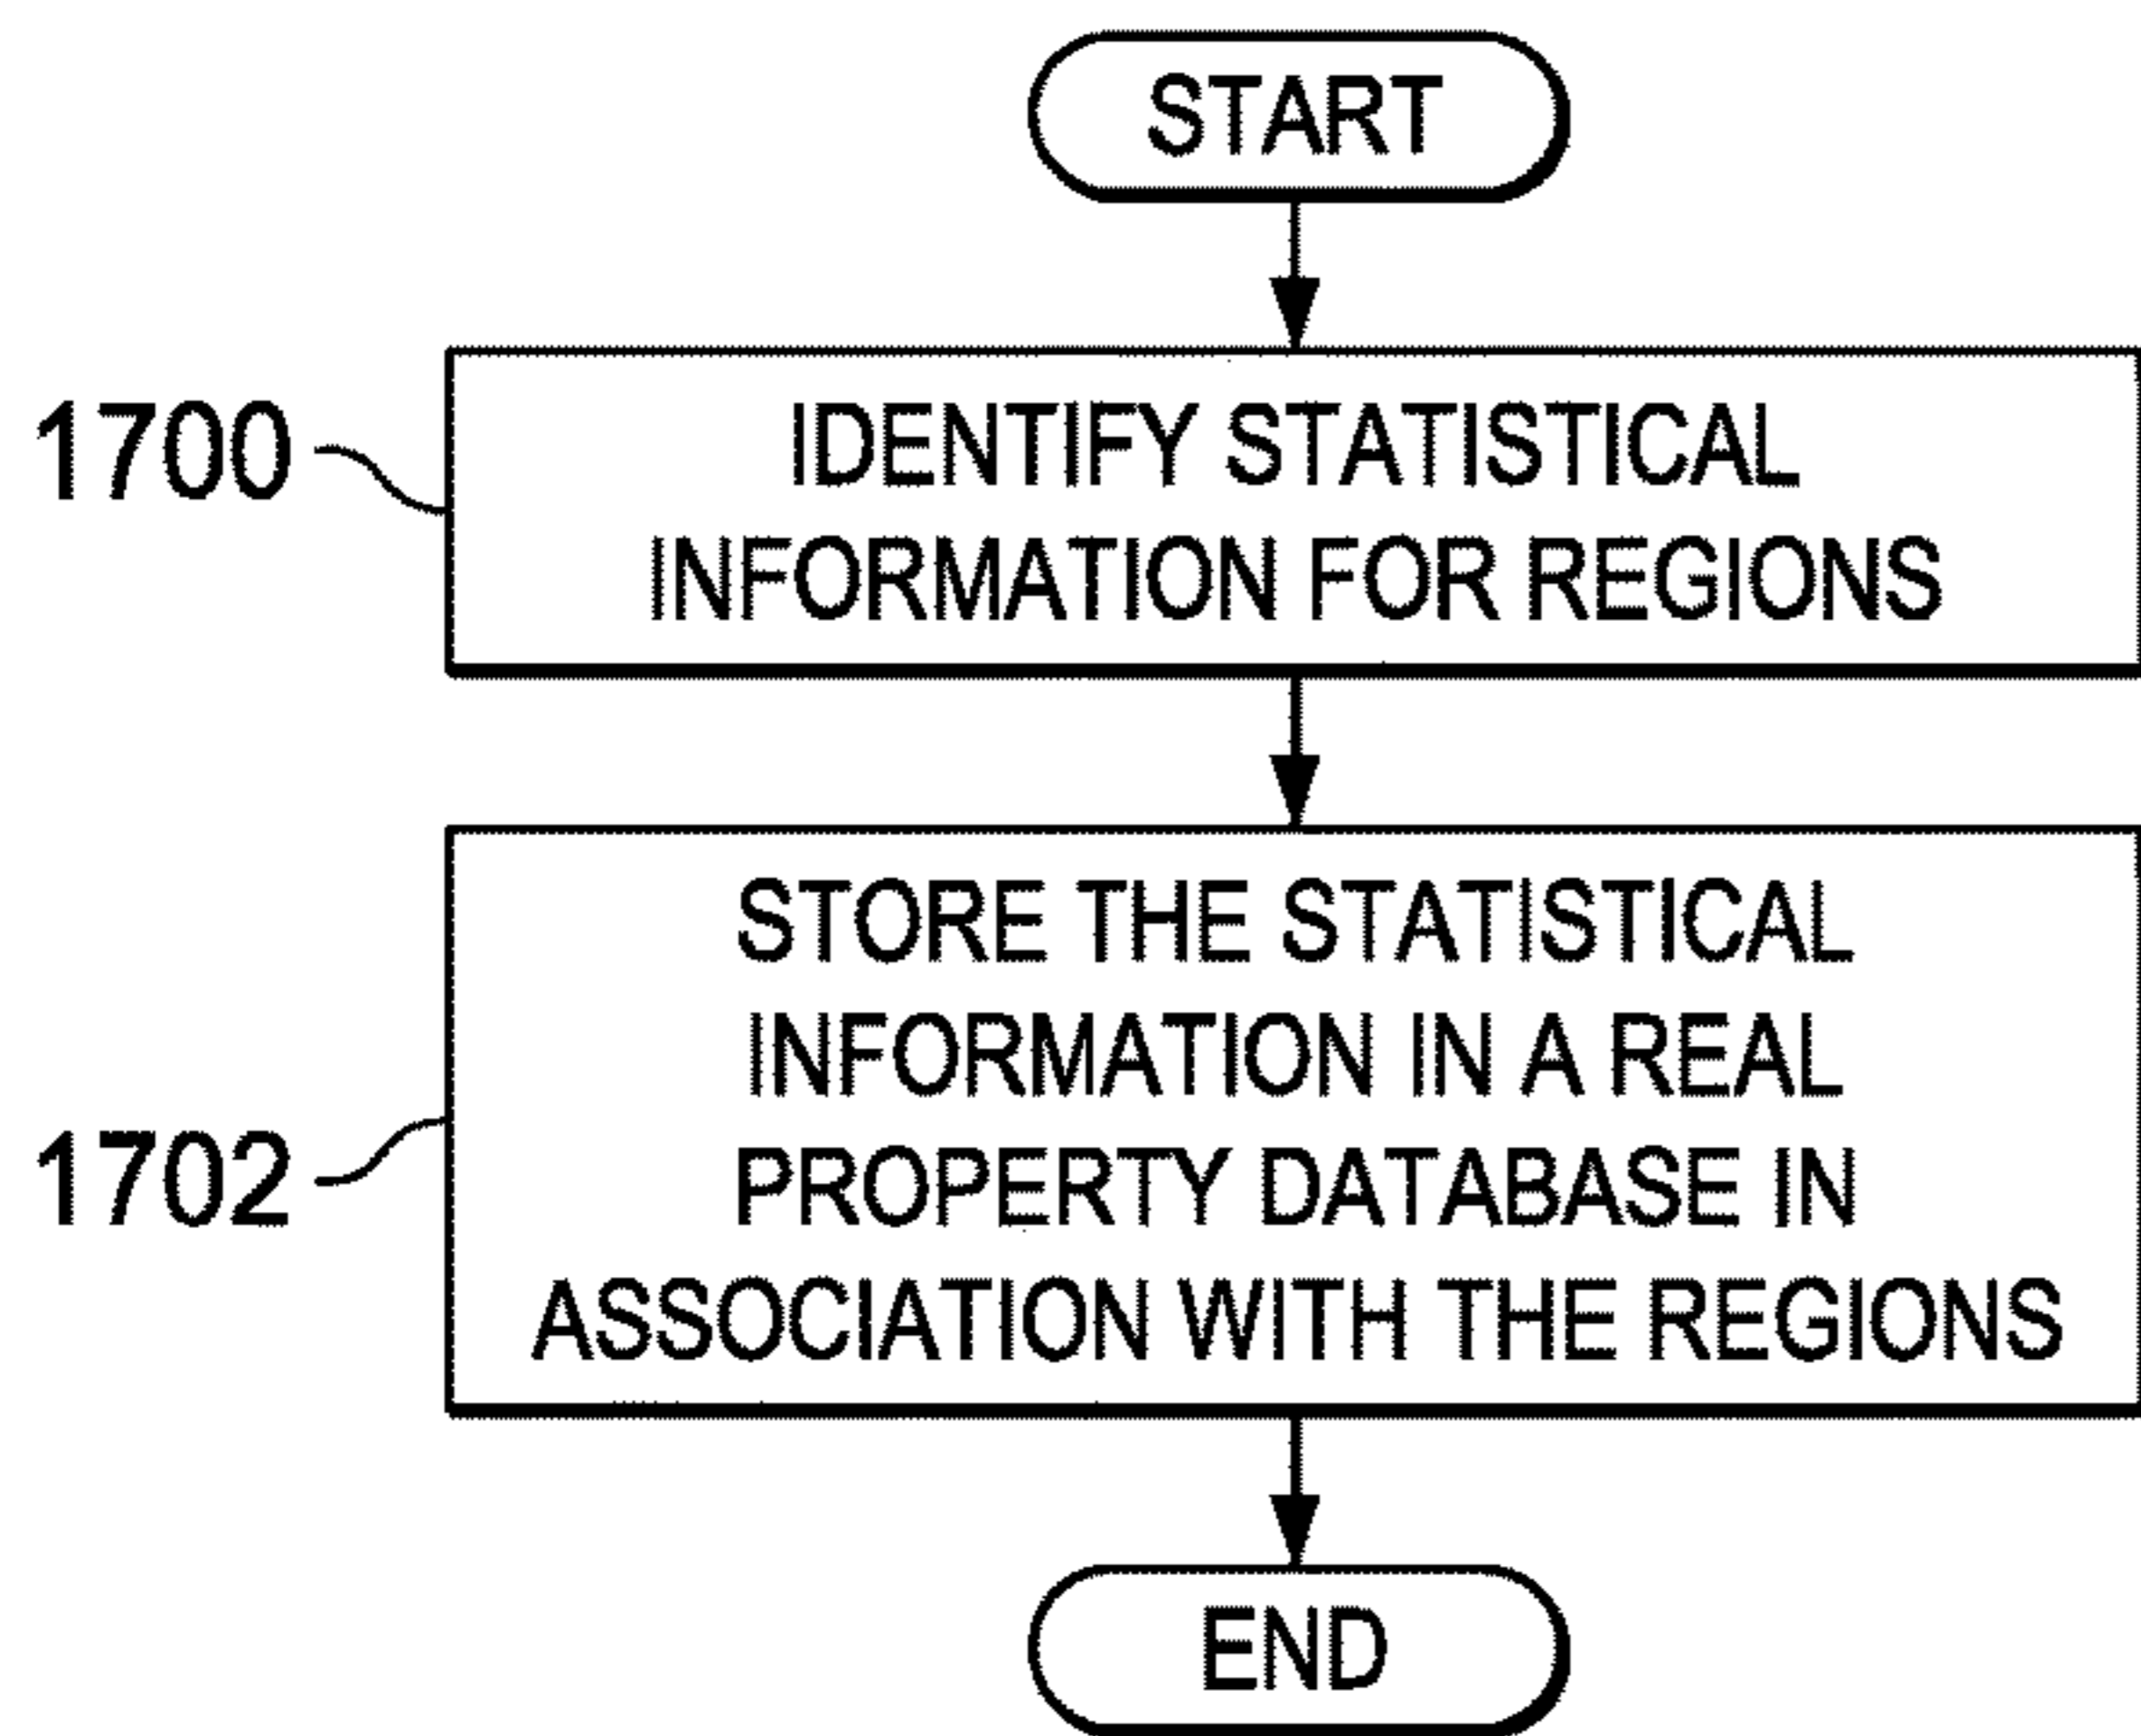 START
1700
IDENTIFY STATISTICAL
INFORMATION FOR REGIONS
1702
STORE THE STATISTICAL
INFORMATION IN A REAL
PROPERTY DATABASE IN
ASSOCIATION WITH THE REGIONS
END